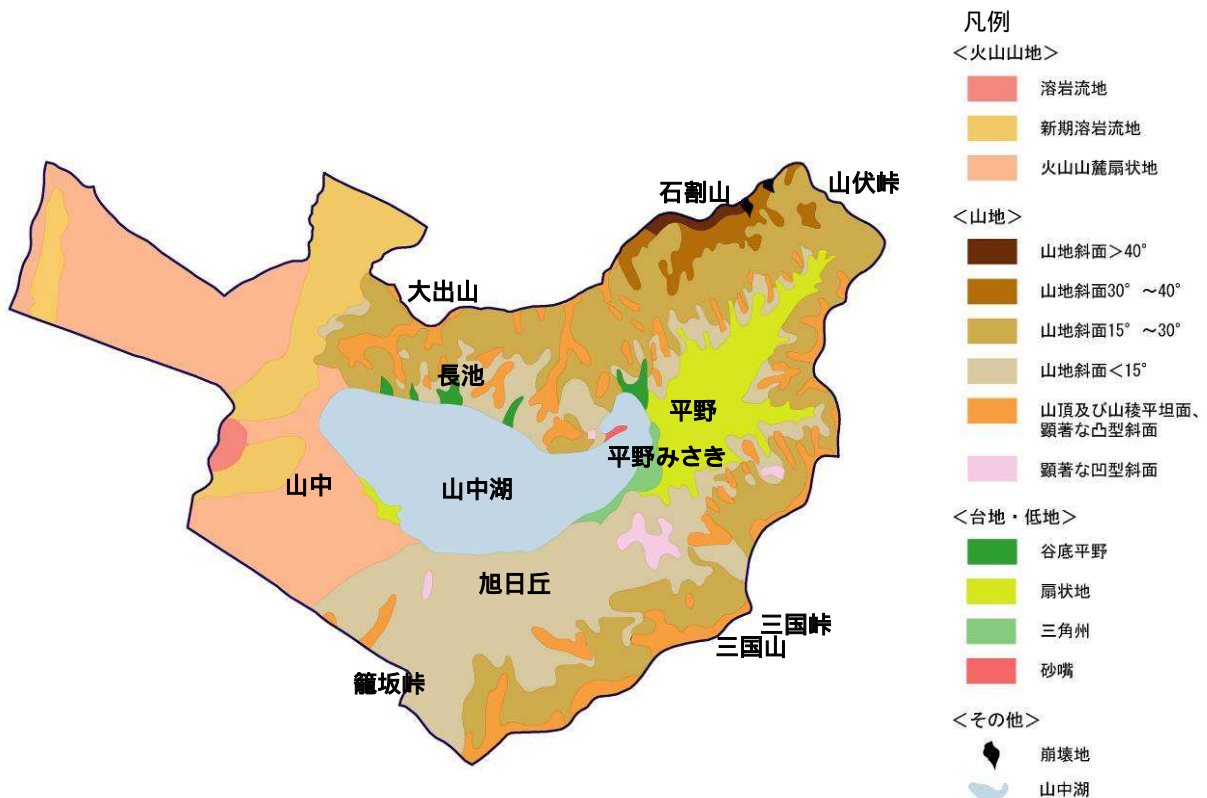 凡例
<火山山地>
溶岩流地
新期溶岩流地
火山山麓扇状地
<山地>
山地斜面>40°
山地斜面30°～40°
山地斜面15°～30°
山地斜面<15°
山頂及び山稜平坦面、
顕著な凸型斜面
顕著な凹型斜面
<台地・低地>
谷底平野
扇状地
三角州
砂嘴
<その他>
崩壊地
山中湖
石割山
山伏峠
大出山
長池
平野
平野みさき
山中
山中湖
旭日丘
三国峠
三国山
籠坂峠